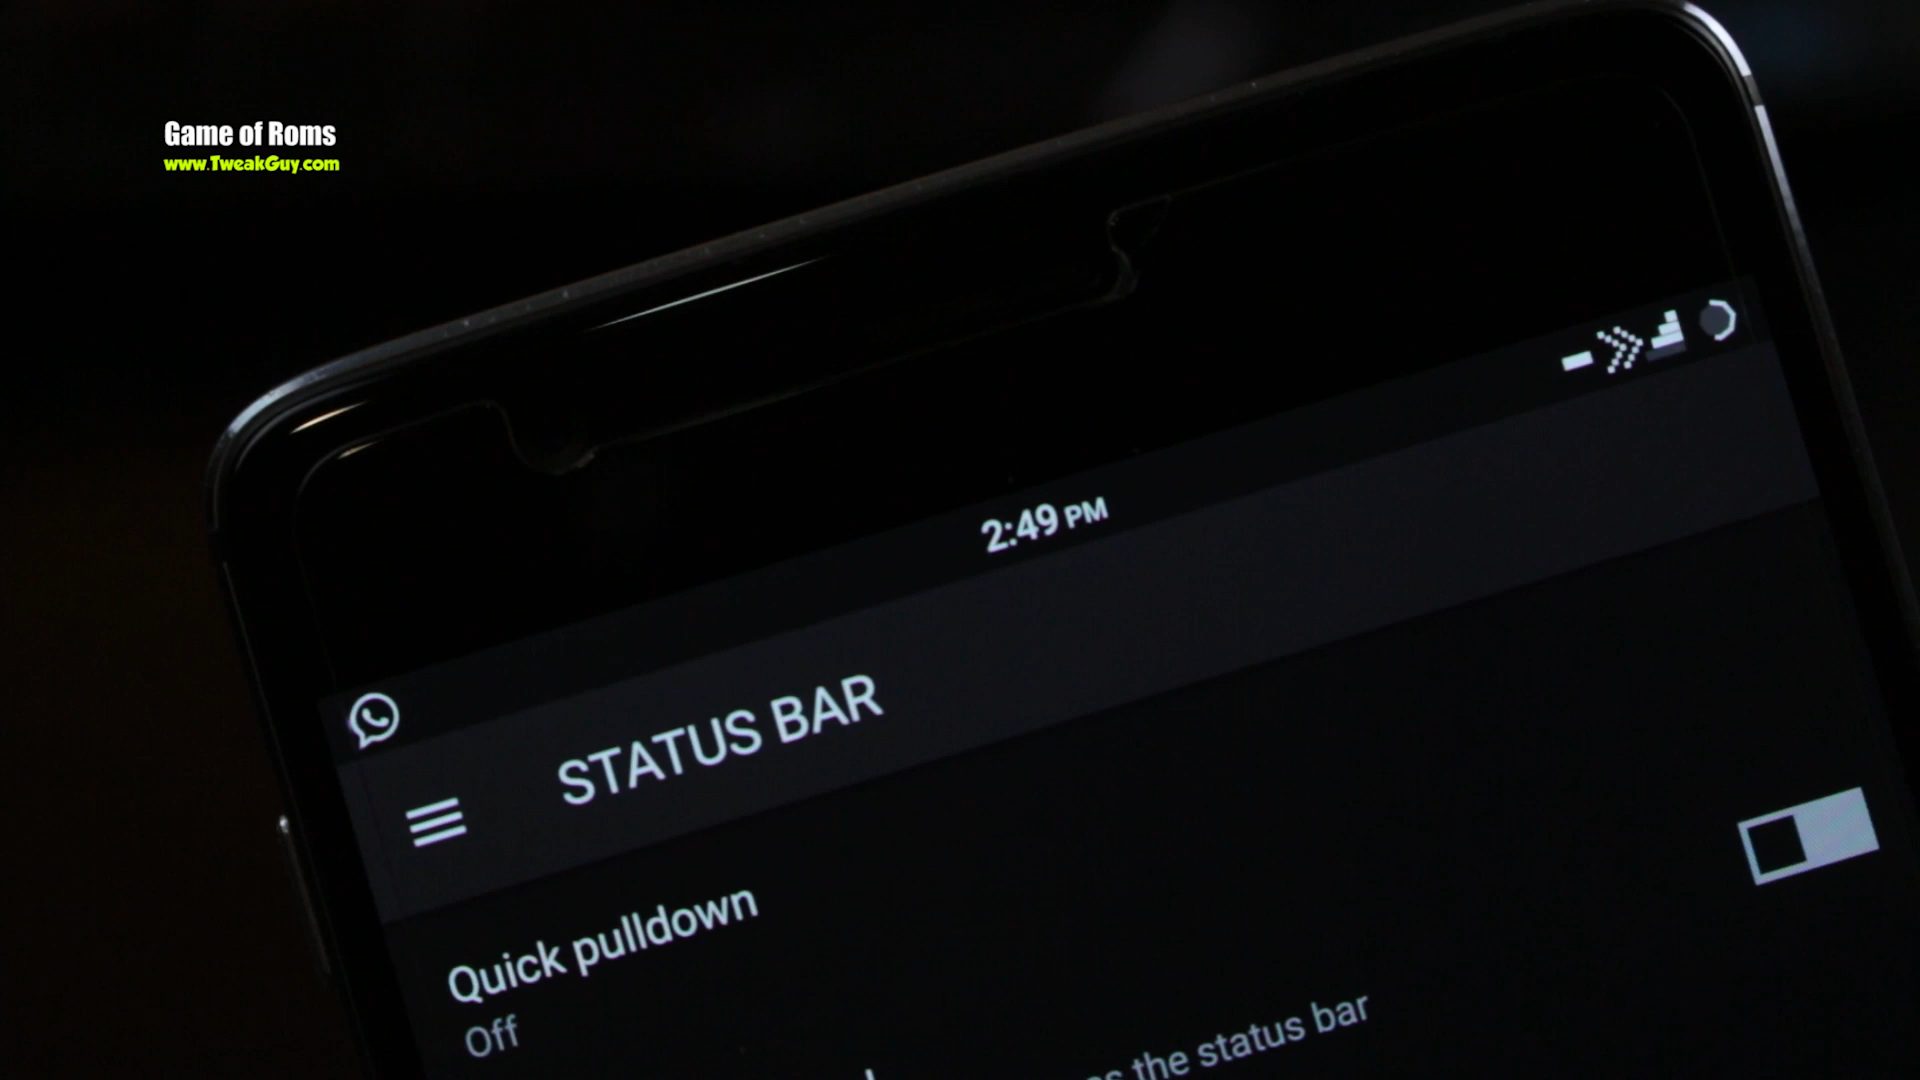 Game of Roms
www.TweakGuy.com
2:49 PM
STATUS BAR
Quick pulldown
Off
the status bar